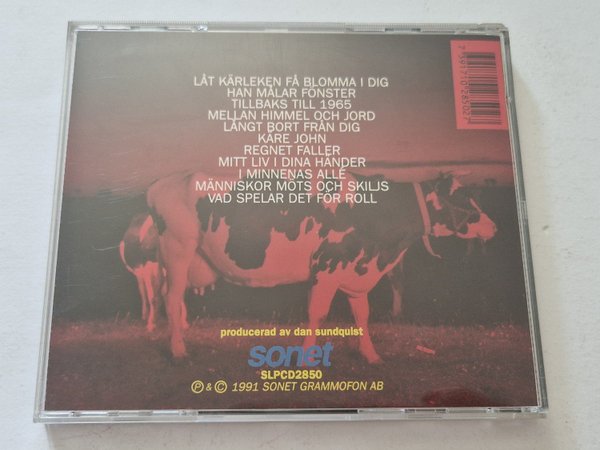 LÅT KÄRLEKEN FÅ BLOMMA I DIG
HAN MÅLAR FÖNSTER
TILLBAKS TILL 1965
MELLAN HIMMEL OCH JORD
LÅNGT BORT FRÅN DIG
KÄRE JOHN
REGNET FALLER
MITT LIV I DINA HÄNDER
I MINNENAS ALLÉ
MÄNNISKOR MÖTS OCH SKILJS
VAD SPELAR DET FÖR ROLL
producerad av dan sundquist
sonet
SLPCD2850
Ⓟ & © 1991 SONET GRAMMOFON AB